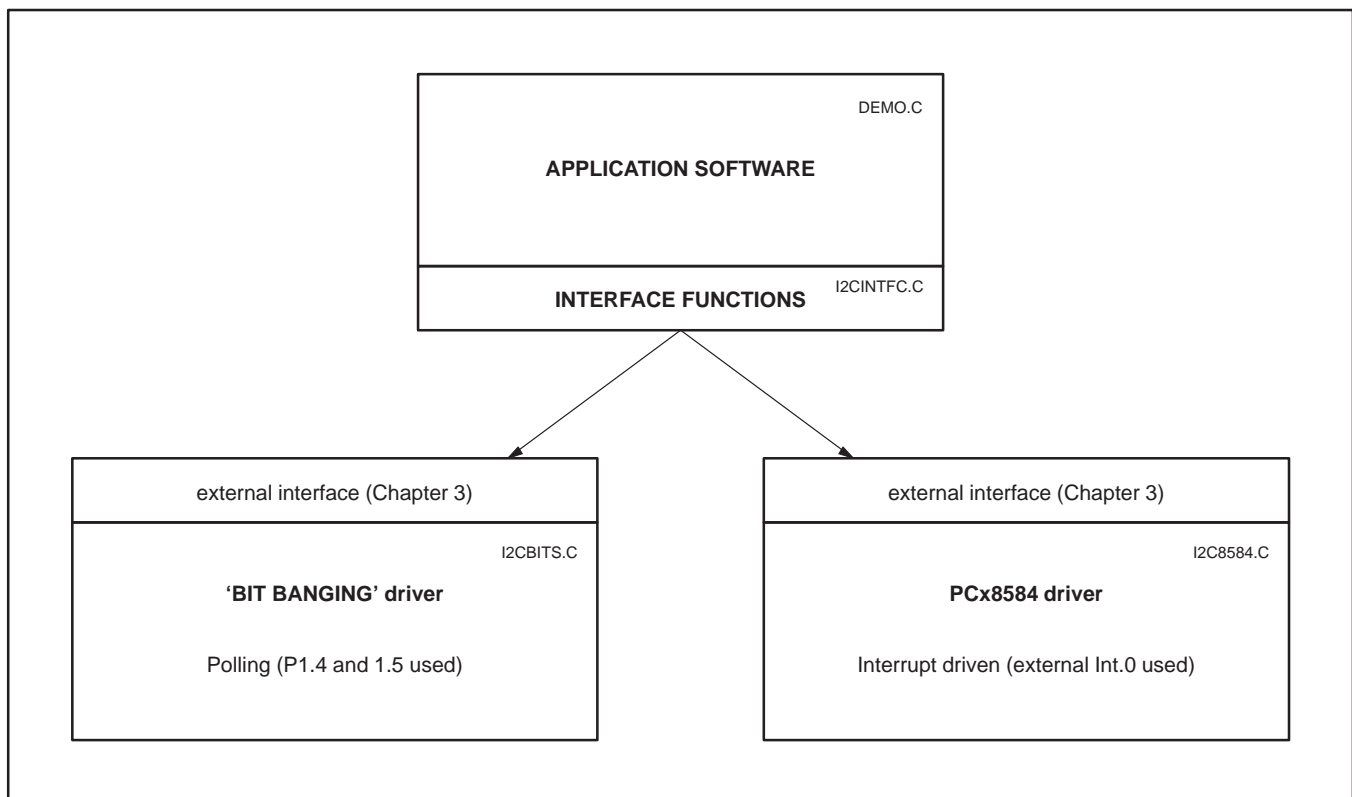 DEMO.C
APPLICATION SOFTWARE
I2CINTFC.C
INTERFACE FUNCTIONS
external interface (Chapter 3)
I2CBITS.C
‘BIT BANGING’ driver
Polling (P1.4 and 1.5 used)
external interface (Chapter 3)
I2C8584.C
PCx8584 driver
Interrupt driven (external Int.0 used)